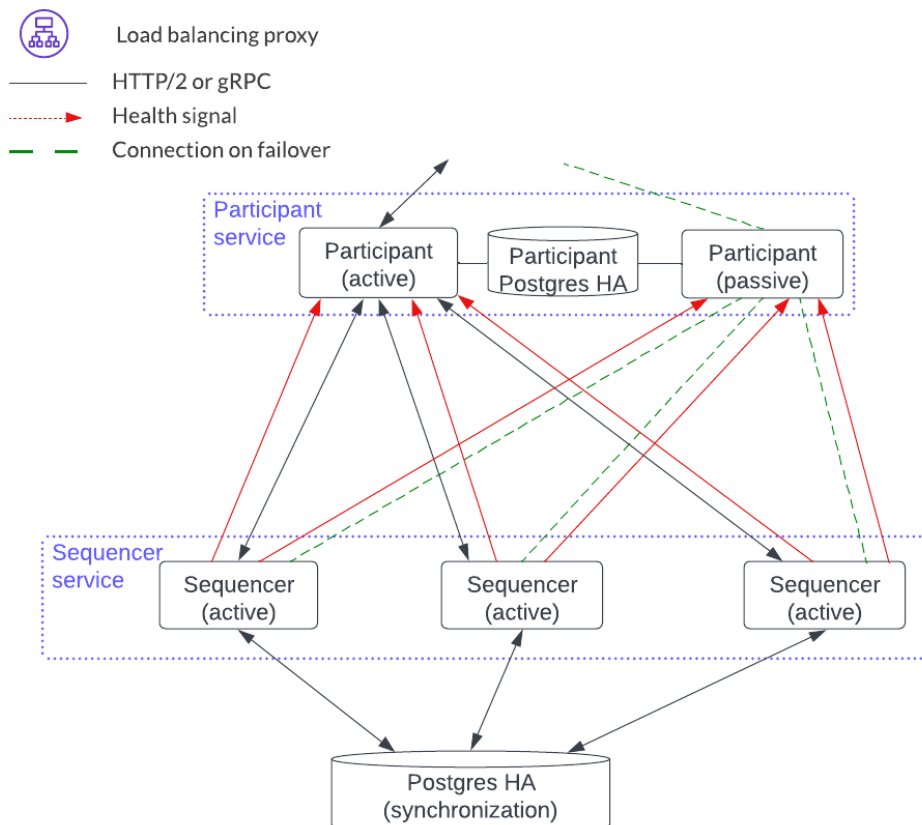 Load balancing proxy
HTTP/2 or gRPC
Health signal
Connection on failover
Participant
service
Participant
(active)
Participant
Postgres HA
Participant
(passive)
Sequencer
service
Sequencer
(active)
Sequencer
(active)
Sequencer
(active)
Postgres HA
(synchronization)